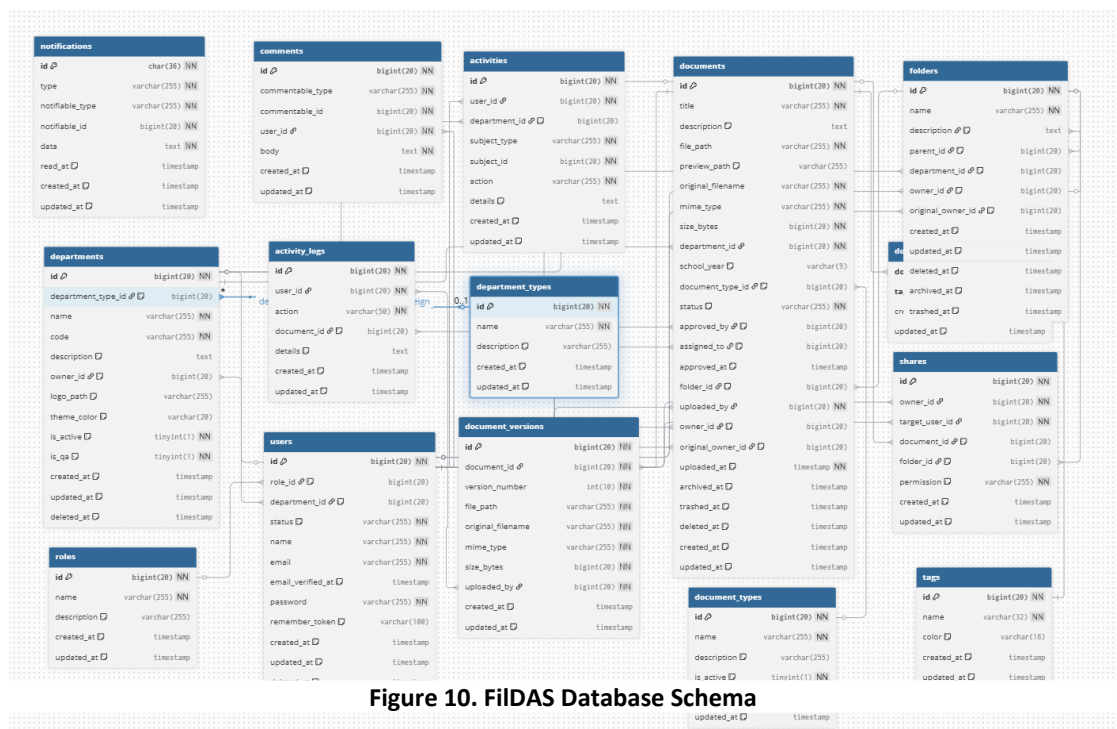 notifications
id char(36) NN
type varchar(255) NN
notifiable_type varchar(255) NN
notifiable_id bigint(20) NN
data text NN
read_at timestamp
created_at timestamp
updated_at timestamp
comments
id bigint(20) NN
commentable_type varchar(255) NN
commentable_id bigint(20) NN
user_id bigint(20) NN
body text NN
created_at timestamp
updated_at timestamp
activities
id bigint(20) NN
user_id bigint(20) NN
department_id bigint(20)
subject_type varchar(255) NN
subject_id bigint(20) NN
action varchar(255) NN
details text
created_at timestamp
updated_at timestamp
documents
id bigint(20) NN
title varchar(255) NN
description text
file_path varchar(255) NN
preview_path varchar(255)
original_filename varchar(255) NN
mime_type varchar(255) NN
size_bytes bigint(20) NN
department_id bigint(20) NN
school_year varchar(9)
document_type_id bigint(20) NN
status varchar(255) NN
approved_by bigint(20)
assigned_to bigint(20)
approved_at timestamp
folder_id bigint(20)
uploaded_by bigint(20) NN
owner_id bigint(20)
original_owner_id bigint(20)
uploaded_at timestamp NN
archived_at timestamp
trashed_at timestamp
deleted_at timestamp
created_at timestamp
updated_at timestamp
folders
id bigint(20) NN
name varchar(255) NN
description text
parent_id bigint(20)
department_id bigint(20)
owner_id bigint(20)
original_owner_id bigint(20)
created_at timestamp
do updated_at timestamp
do deleted_at timestamp
ta archived_at timestamp
cre trashed_at timestamp
updated_at timestamp
departments
id bigint(20) NN
department_type_id bigint(20)
name varchar(255) NN
code varchar(255) NN
description text
owner_id bigint(20)
logo_path varchar(255)
theme_color varchar(20)
is_active tinyint(1) NN
is_qa tinyint(1) NN
created_at timestamp
updated_at timestamp
deleted_at timestamp
* de eign 0..1
activity_logs
id bigint(20) NN
user_id bigint(20) NN
action varchar(50) NN
document_id bigint(20)
details text
created_at timestamp
updated_at timestamp
department_types
id bigint(20) NN
name varchar(255) NN
description varchar(255)
created_at timestamp
updated_at timestamp
shares
id bigint(20) NN
owner_id bigint(20) NN
target_user_id bigint(20) NN
document_id bigint(20)
folder_id bigint(20)
permission varchar(255) NN
created_at timestamp
updated_at timestamp
users
id bigint(20) NN
role_id bigint(20)
department_id bigint(20)
status varchar(255) NN
name varchar(255) NN
email varchar(255) NN
email_verified_at timestamp
password varchar(255) NN
remember_token varchar(100)
created_at timestamp
updated_at timestamp
document_versions
id bigint(20) NN
document_id bigint(20) NN
version_number int(10) NN
file_path varchar(255) NN
original_filename varchar(255) NN
mime_type varchar(255) NN
size_bytes bigint(20) NN
uploaded_by bigint(20) NN
created_at timestamp
updated_at timestamp
roles
id bigint(20) NN
name varchar(255) NN
description varchar(255)
created_at timestamp
updated_at timestamp
document_types
id bigint(20) NN
name varchar(255) NN
description varchar(255)
is_active tinyint(1) NN
updated_at timestamp
tags
id bigint(20) NN
name varchar(32) NN
color varchar(16)
created_at timestamp
updated_at timestamp
Figure 10. FilDAS Database Schema